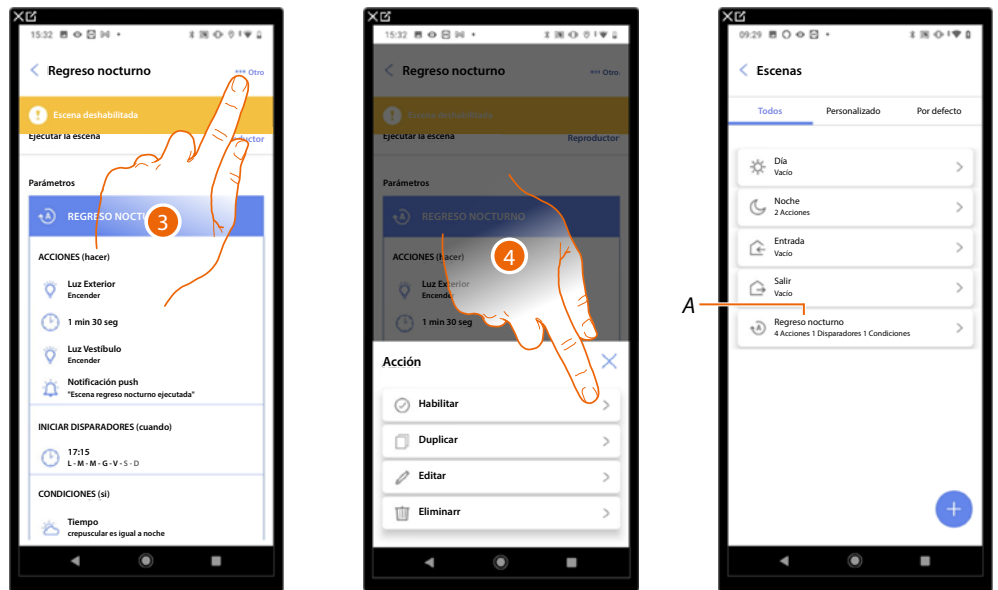 15:32
Regreso nocturno
*** Otro
Escena deshabilitada
Ejecutar la escena
ductor
Parámetros
REGRESO NOCTU
3
ACCIONES (hacer)
Luz Exterior
Encender
1 min 30 seg
Luz Vestíbulo
Encender
Notificación push
"Escena regreso nocturno ejecutada"
INICIAR DISPARADORES (cuando)
17:15
L - M - M - G - V - S - D
CONDICIONES (si)
Tiempo
crepuscular es igual a noche
15:32
Regreso nocturno
*** Otro.
Escena deshabilitada
Ejecutar la escena
Reproductor
Parámetros
REGRESO NOCTURNO
4
ACCIONES (hacer)
Luz Exterior
Encender
1 min 30 seg
Acción
Habilitar
Duplicar
Editar
Eliminarr
09:29
Escenas
Todos
Personalizado
Por defecto
Día
Vacío
Noche
2 Acciones
Entrada
Vacío
Salir
Vacío
A
Regreso nocturno
4 Acciones 1 Disparadores 1 Condiciones